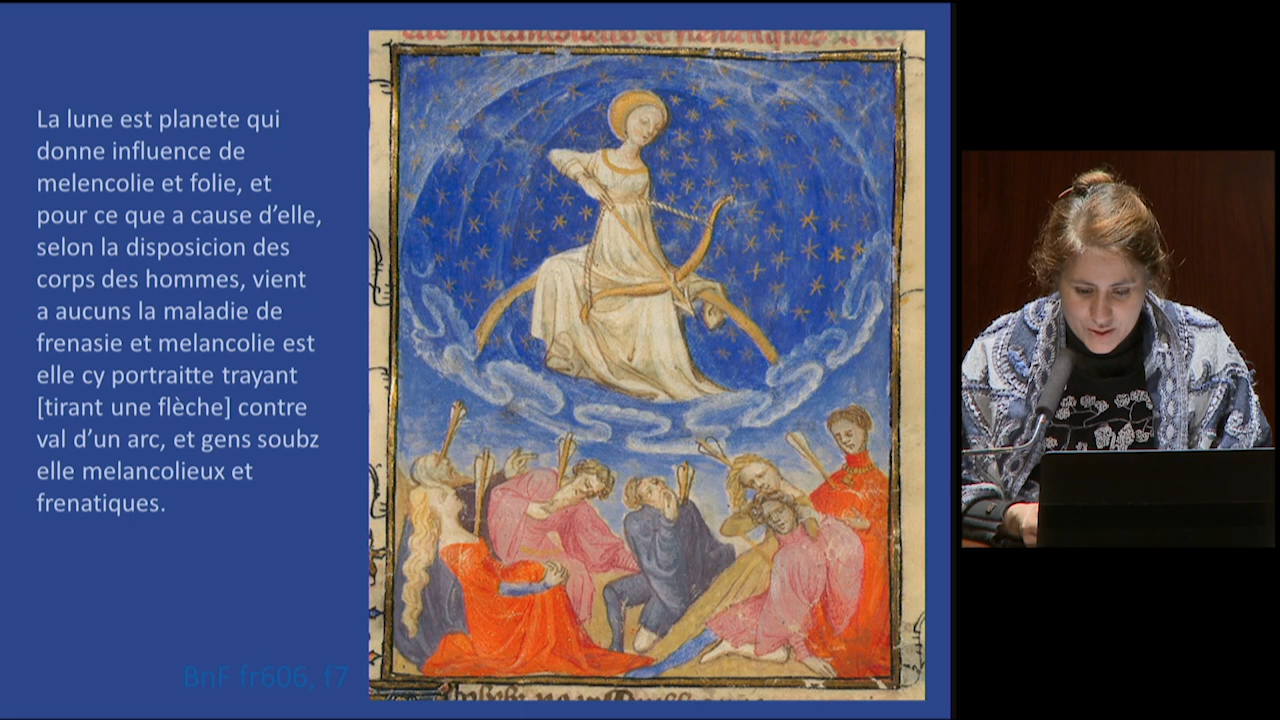 La lune est planete qui
donne influence de
melencolie et folie, et
pour ce que a cause d’elle,
selon la disposicion des
corps des hommes, vient
a aucuns la maladie de
frenasie et melancolie est
elle cy portraitte trayant
[tirant une flèche] contre
val d’un arc, et gens soubz
elle melancolieux et
frenatiques.
BnF fr606, f7